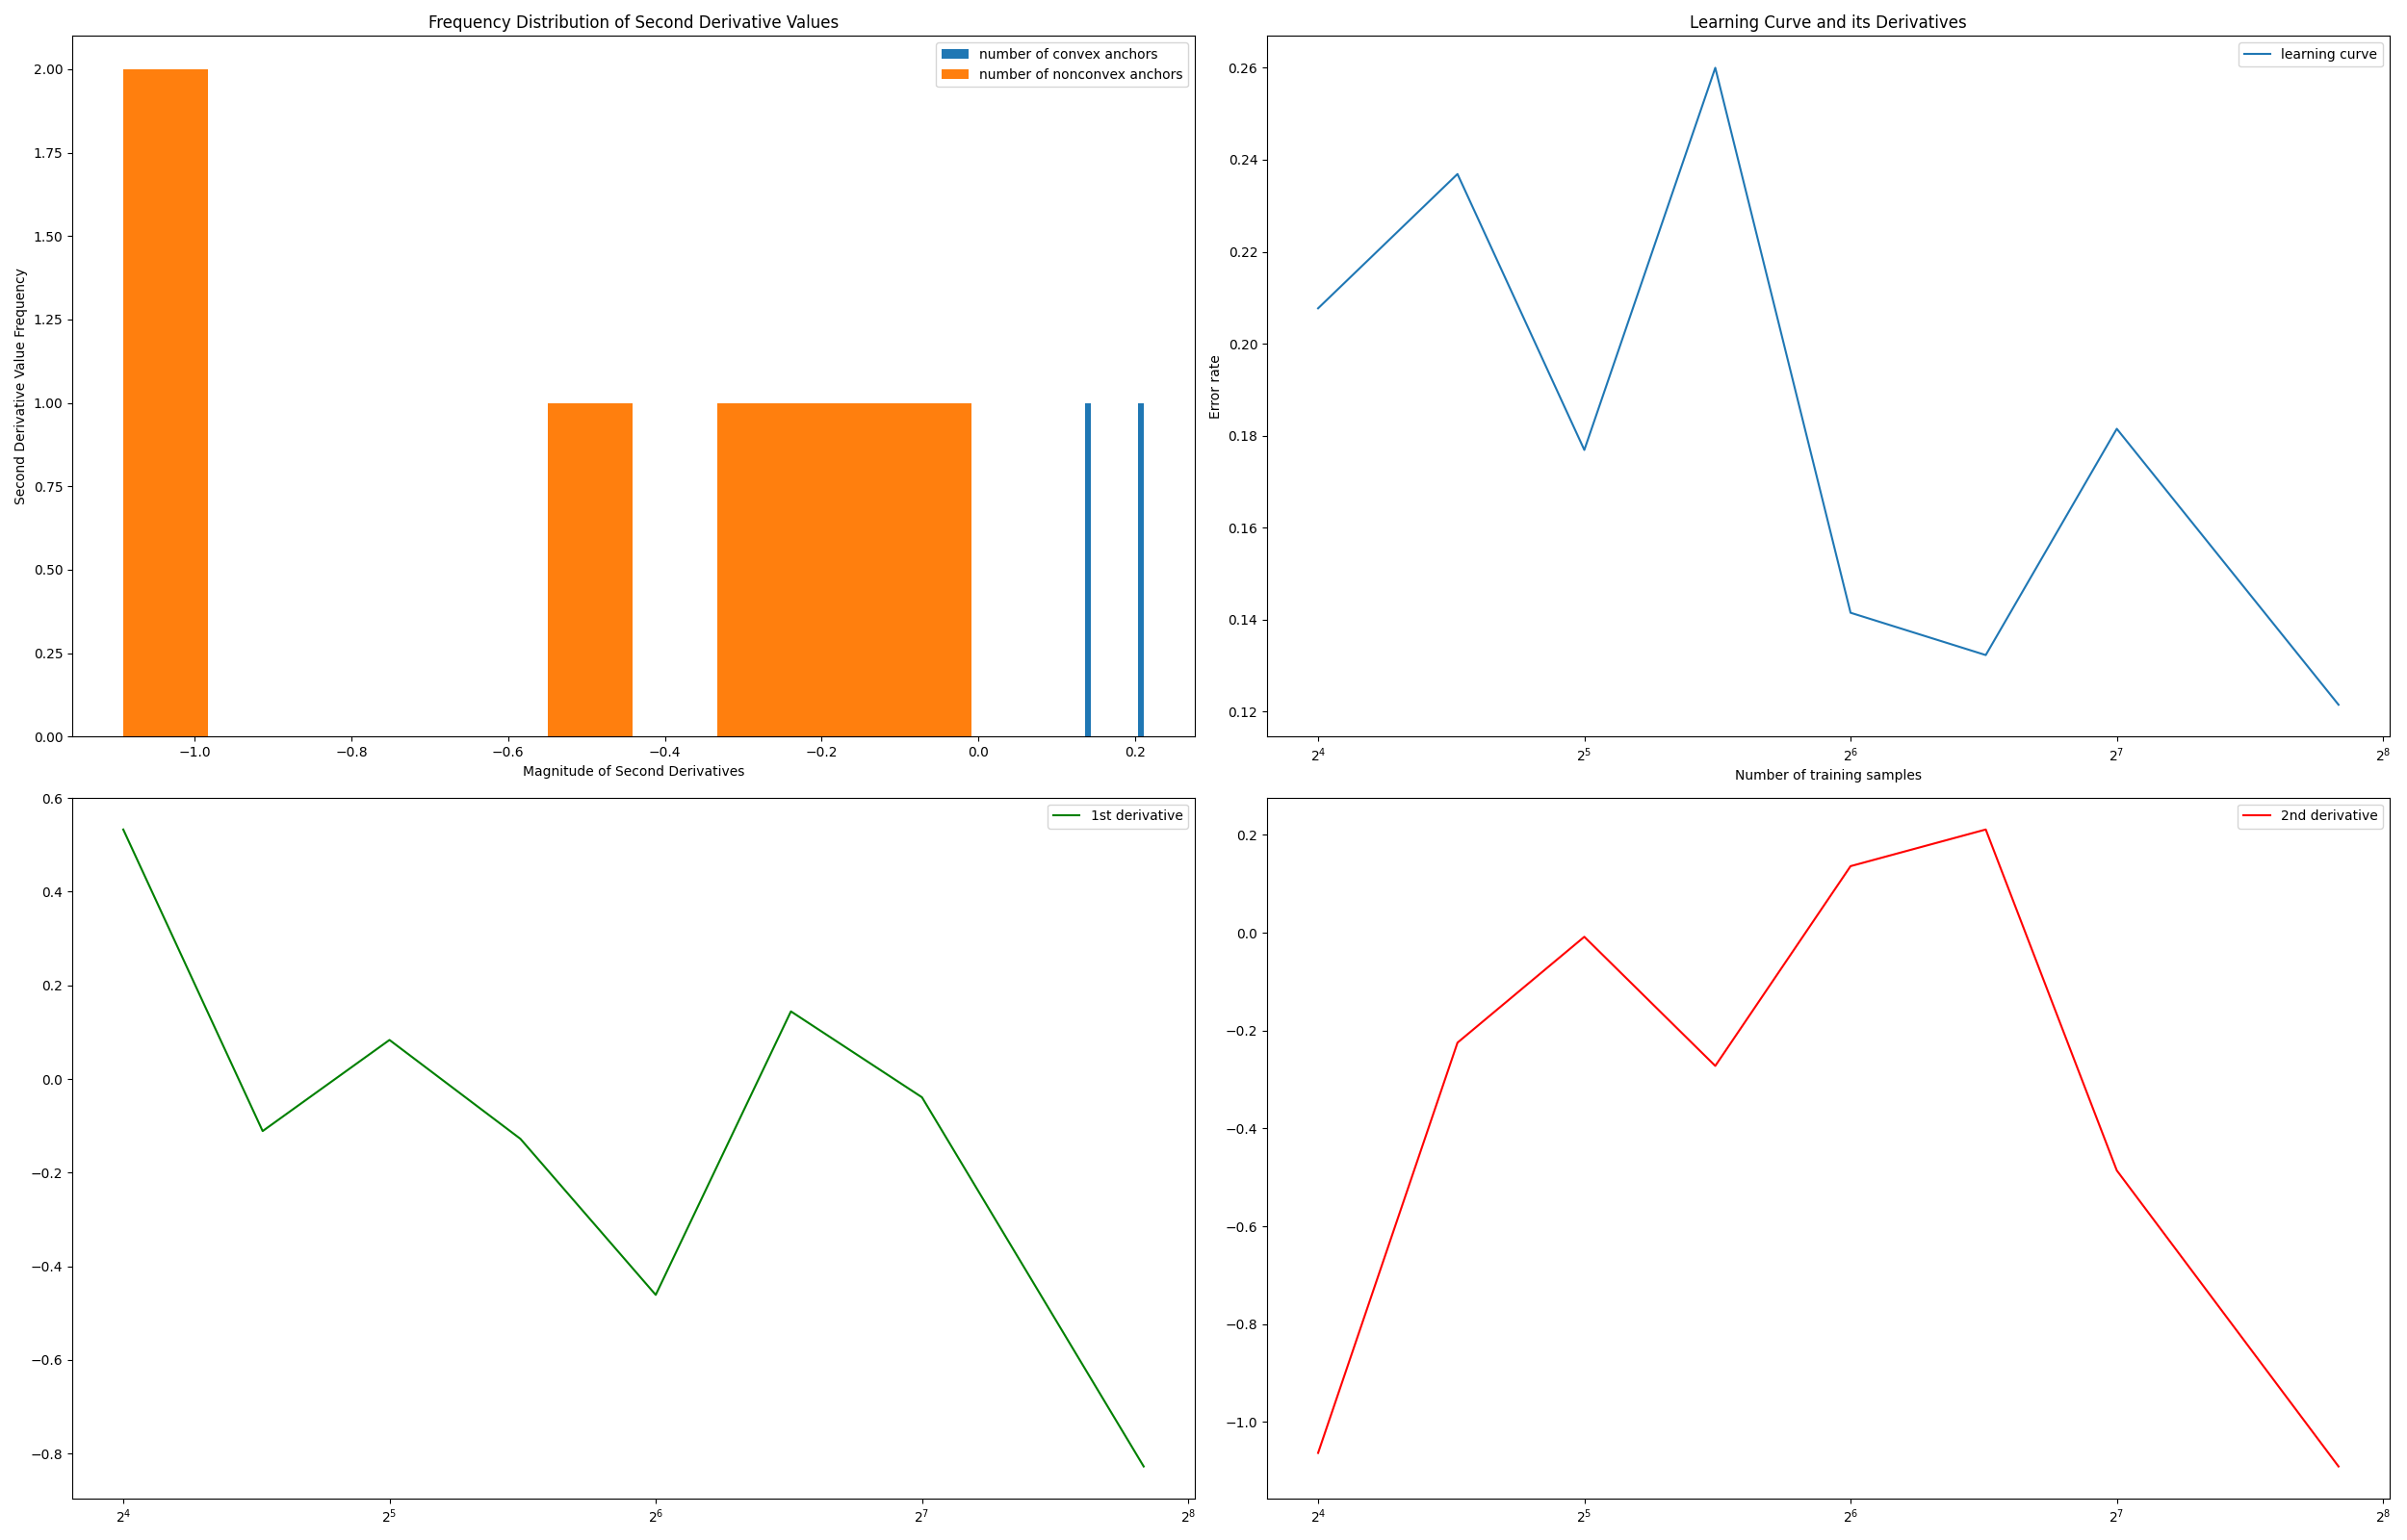 Frequency Distribution of Second Derivative Values
number of convex anchors
number of nonconvex anchors
Second Derivative Value Frequency
2.00
1.75
1.50
1.25
1.00
0.75
0.50
0.25
0.00
−1.0 −0.8 −0.6 −0.4 −0.2 0.0 0.2
Magnitude of Second Derivatives
Learning Curve and its Derivatives
learning curve
Error rate
0.26
0.24
0.22
0.20
0.18
0.16
0.14
0.12
2⁴ 2⁵ 2⁶ 2⁷ 2⁸
Number of training samples
1st derivative
0.6
0.4
0.2
0.0
−0.2
−0.4
−0.6
−0.8
2⁴ 2⁵ 2⁶ 2⁷ 2⁸
2nd derivative
0.2
0.0
−0.2
−0.4
−0.6
−0.8
−1.0
2⁴ 2⁵ 2⁶ 2⁷ 2⁸